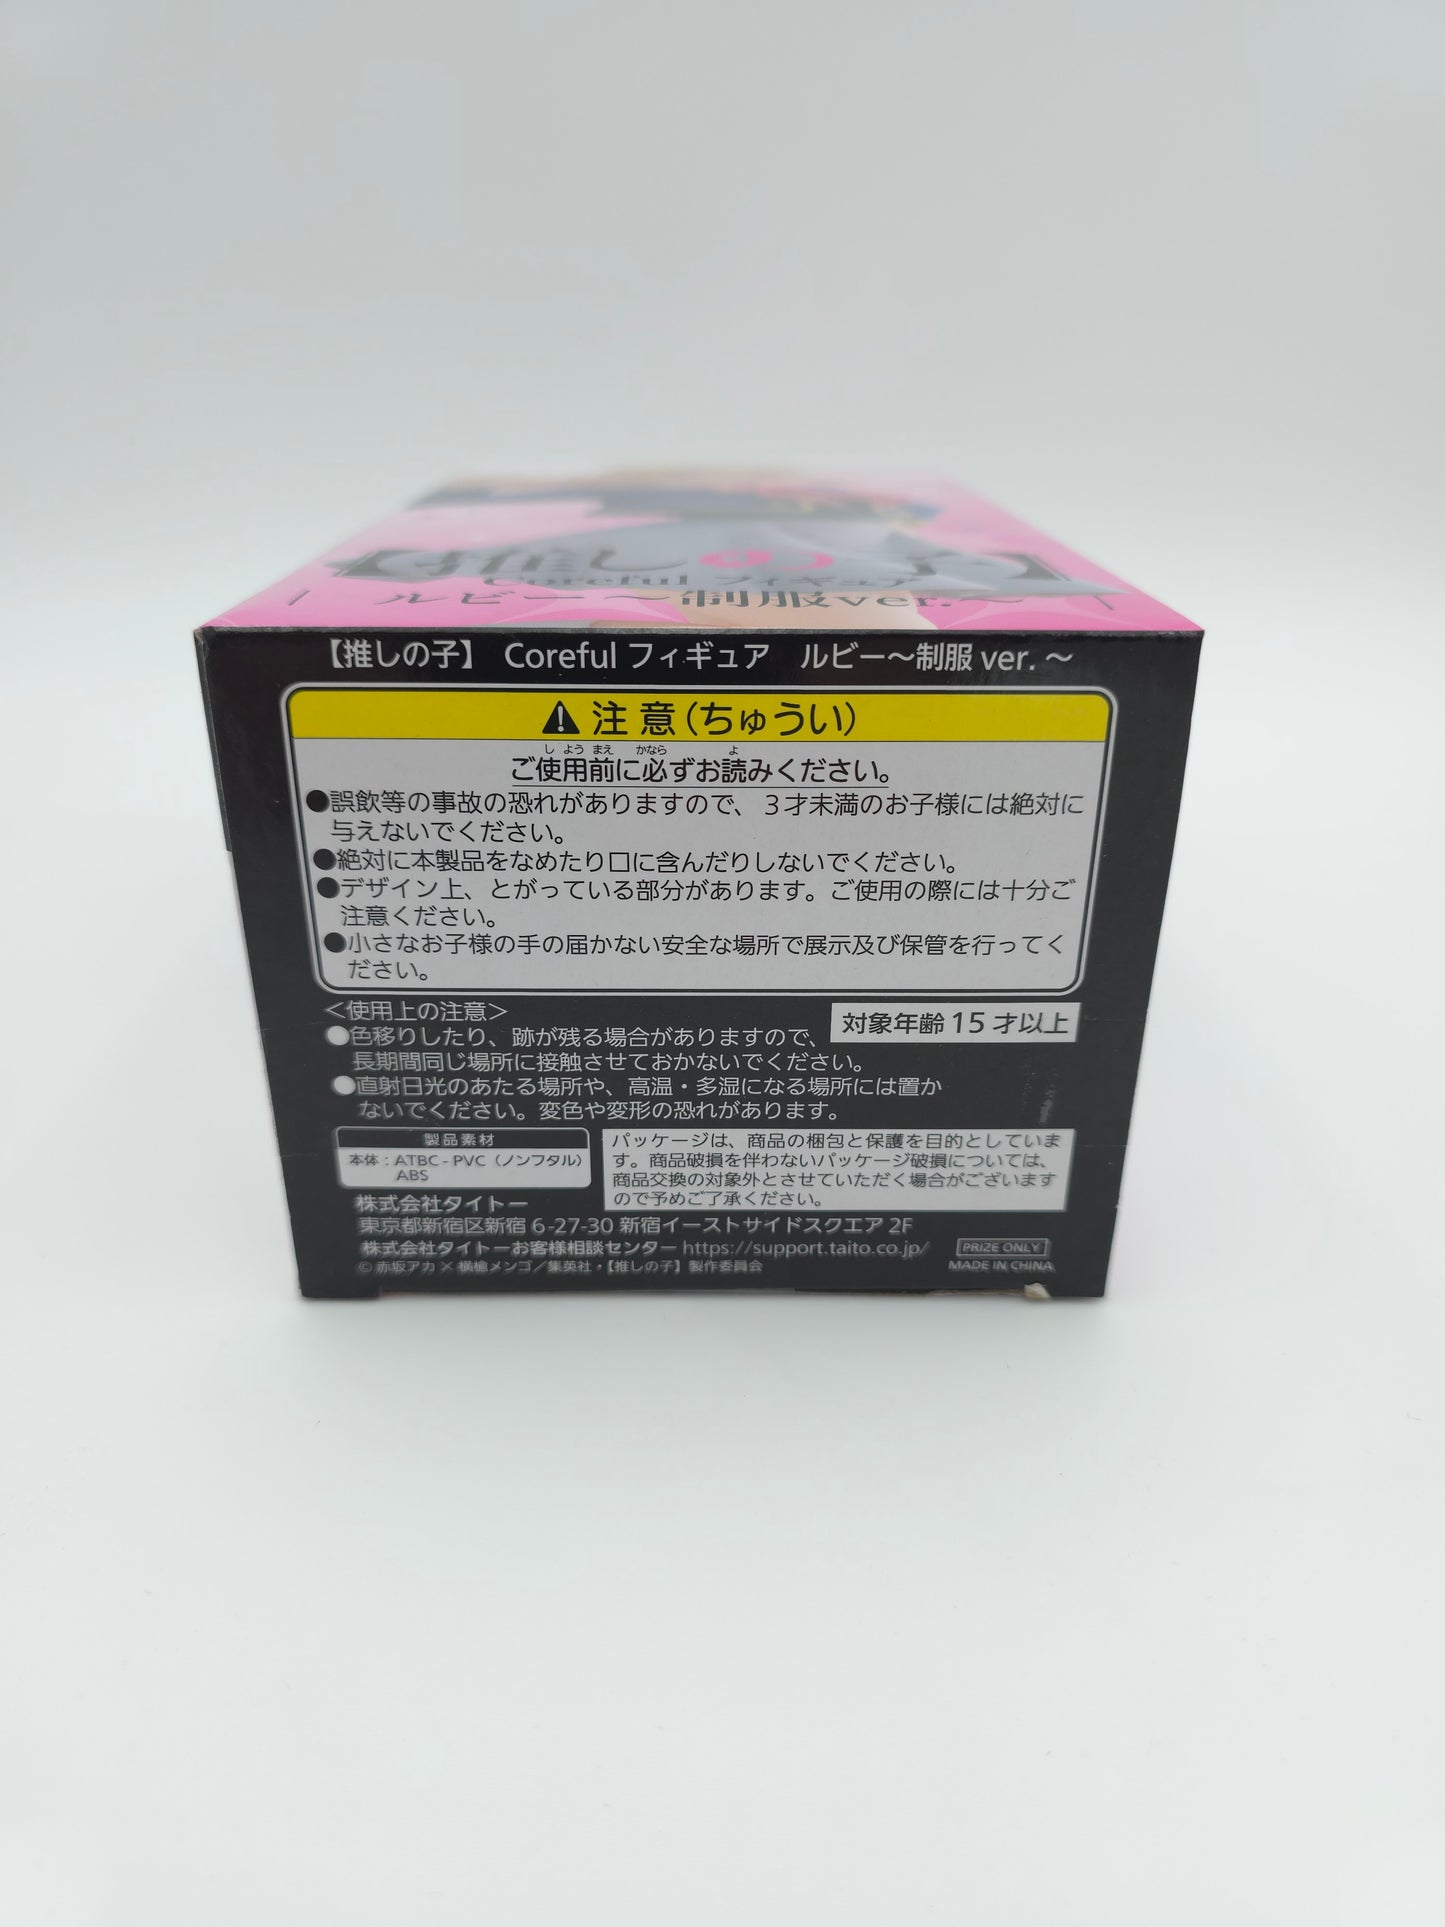 【推しの子】
Coreful フィギュア
ルビー～制服ver.～
【推しの子】 Coreful フィギュア ルビー～制服 ver. ～
注 意（ちゅうい）
し よう まえ かなら よ
ご使用前に必ずお読みください。
●誤飲等の事故の恐れがありますので、３才未満のお子様には絶対に
与えないでください。
●絶対に本製品をなめたり口に含んだりしないでください。
●デザイン上、とがっている部分があります。ご使用の際には十分ご
注意ください。
●小さなお子様の手の届かない安全な場所で展示及び保管を行ってく
ださい。
＜使用上の注意＞
対象年齢 15 才以上
●色移りしたり、跡が残る場合がありますので、
長期間同じ場所に接触させておかないでください。
●直射日光のあたる場所や、高温・多湿になる場所には置か
ないでください。変色や変形の恐れがあります。
製品素材
本体：ATBC - PVC（ノンフタル）
ABS
パッケージは、商品の梱包と保護を目的としていま
す。商品破損を伴わないパッケージ破損については、
商品交換の対象外とさせていただく場合がございます
ので予めご了承ください。
株式会社タイトー
東京都新宿区新宿 6-27-30 新宿イーストサイドスクエア 2F
株式会社タイトーお客様相談センター https://support.taito.co.jp/
© 赤坂アカ × 横槍メンゴ／集英社・【推しの子】製作委員会
PRIZE ONLY
MADE IN CHINA